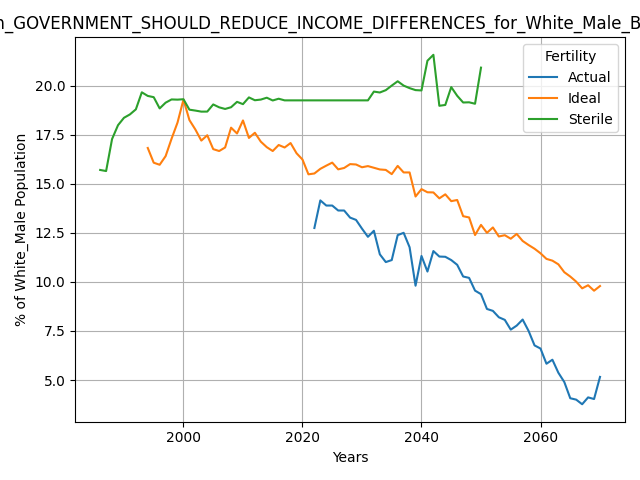 n_GOVERNMENT_SHOULD_REDUCE_INCOME_DIFFERENCES_for_White_Male_B
Fertility
Actual
Ideal
Sterile
% of White_Male Population
20.0
17.5
15.0
12.5
10.0
7.5
5.0
2000 2020 2040 2060
Years